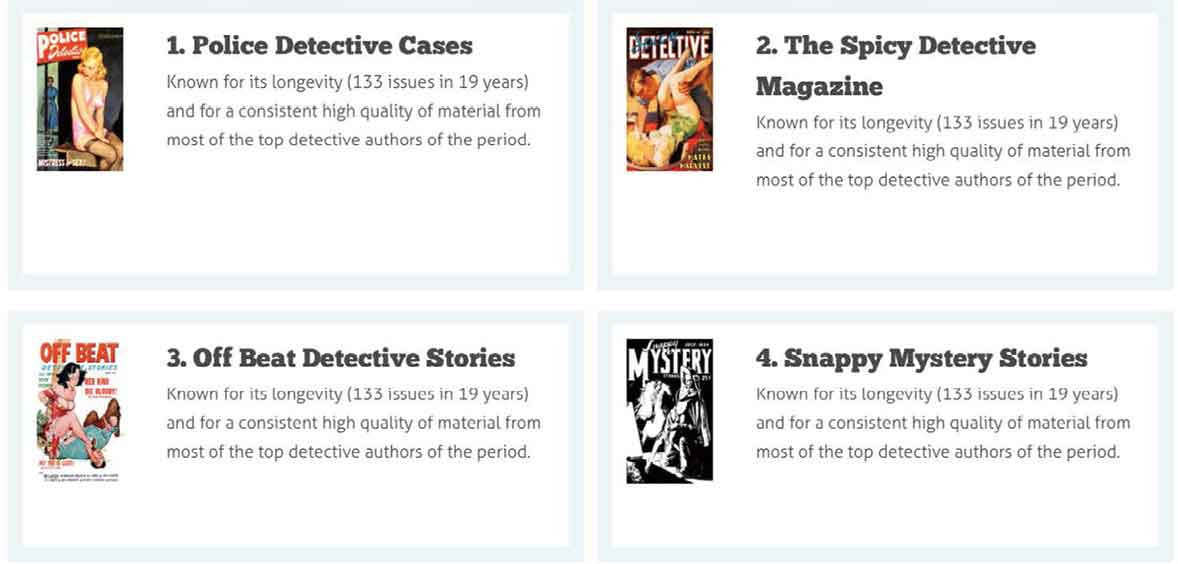 POLICE
Detective
MISTRESS of SEX!
1. Police Detective Cases
Known for its longevity (133 issues in 19 years)
and for a consistent high quality of material from
most of the top detective authors of the period.
DETECTIVE
2. The Spicy Detective
Magazine
Known for its longevity (133 issues in 19 years)
and for a consistent high quality of material from
most of the top detective authors of the period.
OFF BEAT
DETECTIVE STORIES
HER RIND
3. Off Beat Detective Stories
Known for its longevity (133 issues in 19 years)
and for a consistent high quality of material from
most of the top detective authors of the period.
Snappy
MYSTERY
25¢
4. Snappy Mystery Stories
Known for its longevity (133 issues in 19 years)
and for a consistent high quality of material from
most of the top detective authors of the period.